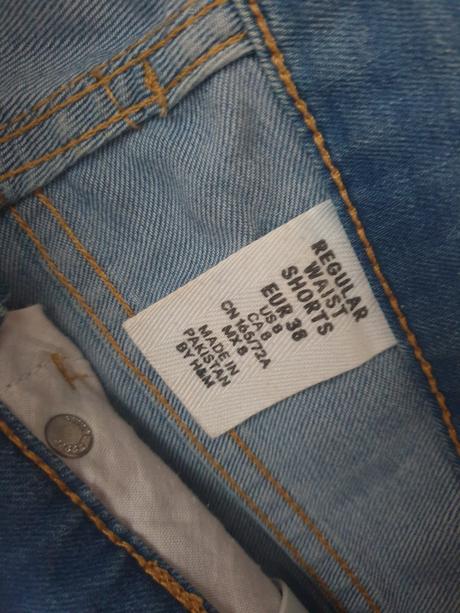 REGULAR
WAIST
SHORTS
EUR 38
US 8
CA 8
CN 165/72A
MX 8
MADE IN
PAKISTAN
BY H&M